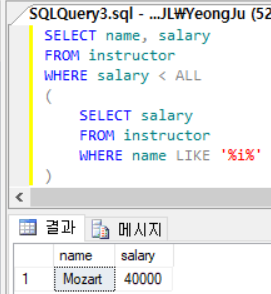 SQLQuery3.sql - ...JL₩YeongJu (52
SELECT name, salary
FROM instructor
WHERE salary < ALL
(
SELECT salary
FROM instructor
WHERE name LIKE '%i%'
)
결과 메시지
name salary
1 Mozart 40000